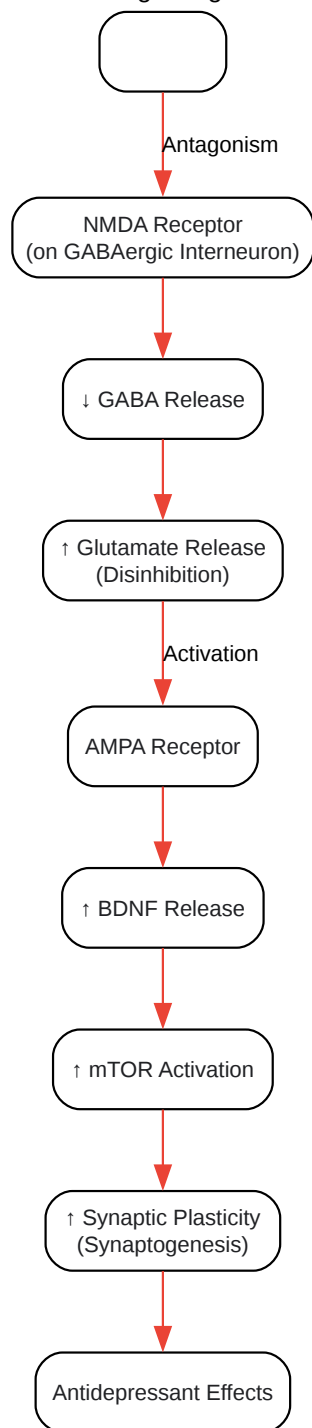 Antagonism
NMDA Receptor
(on GABAergic Interneuron)
↓ GABA Release
↑ Glutamate Release
(Disinhibition)
Activation
AMPA Receptor
↑ BDNF Release
↑ mTOR Activation
↑ Synaptic Plasticity
(Synaptogenesis)
Antidepressant Effects